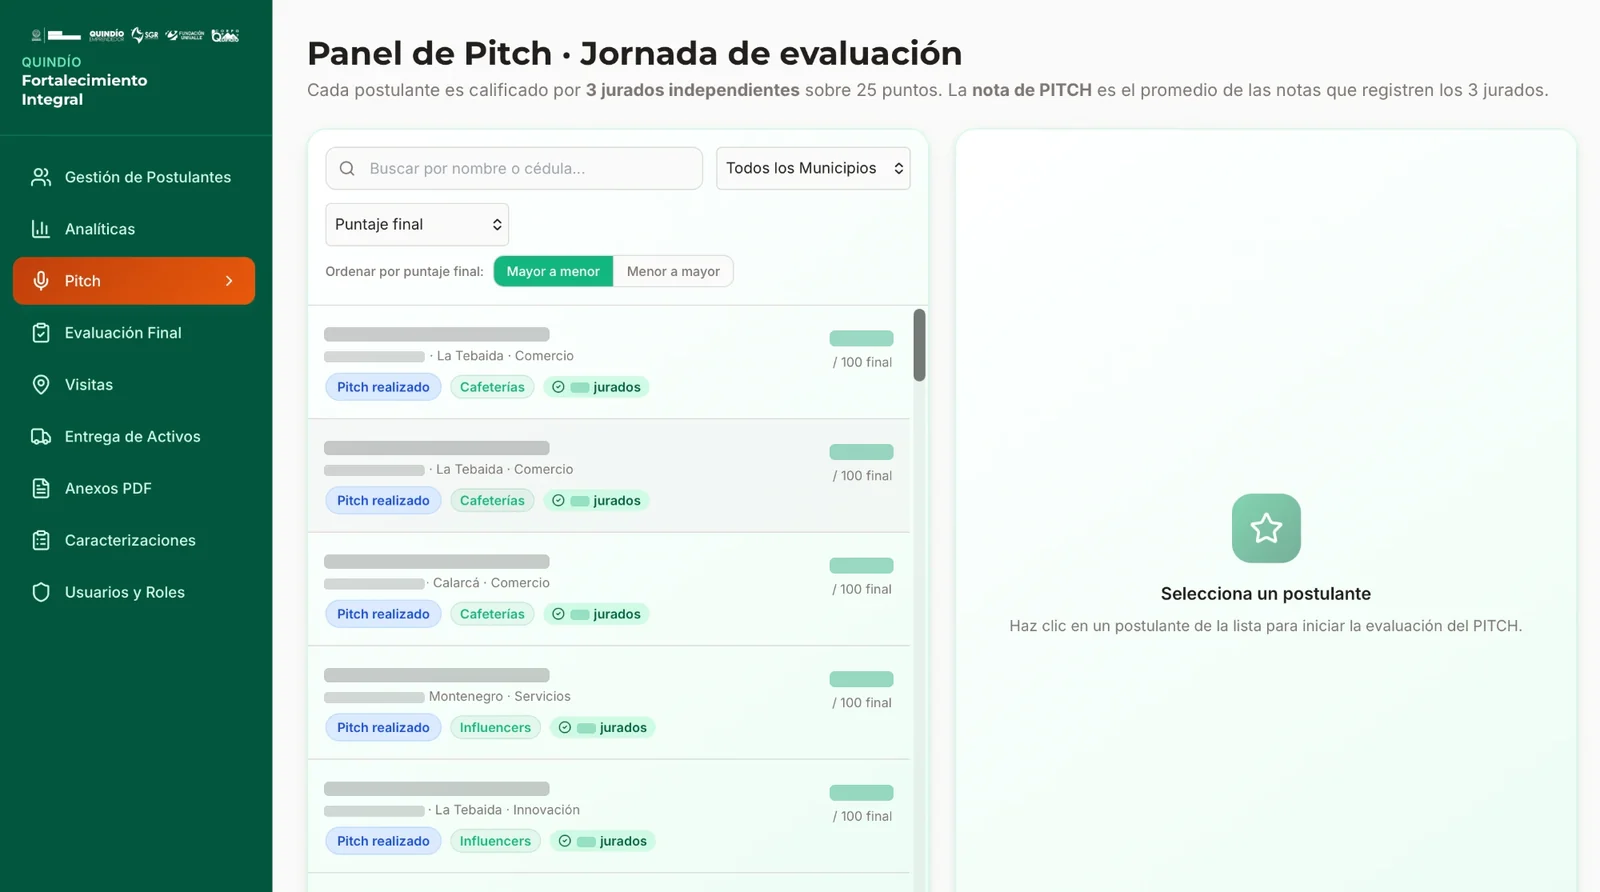 QUINDÍO
SGR
FUNDACIÓN
QUINDÍO
Fortalecimiento
Integral
Gestión de Postulantes
Analíticas
Pitch
Evaluación Final
Visitas
Entrega de Activos
Anexos PDF
Caracterizaciones
Usuarios y Roles
Panel de Pitch · Jornada de evaluación
Cada postulante es calificado por 3 jurados independientes sobre 25 puntos. La nota de PITCH es el promedio de las notas que registren los 3 jurados.
Buscar por nombre o cédula...
Todos los Municipios
Puntaje final
Ordenar por puntaje final: Mayor a menor Menor a mayor
· La Tebaida · Comercio
/ 100 final
Pitch realizado Cafeterías jurados
· La Tebaida · Comercio
/ 100 final
Pitch realizado Cafeterías jurados
· Calarcá · Comercio
/ 100 final
Pitch realizado Cafeterías jurados
Montenegro · Servicios
/ 100 final
Pitch realizado Influencers jurados
· La Tebaida · Innovación
/ 100 final
Pitch realizado Influencers jurados
Selecciona un postulante
Haz clic en un postulante de la lista para iniciar la evaluación del PITCH.